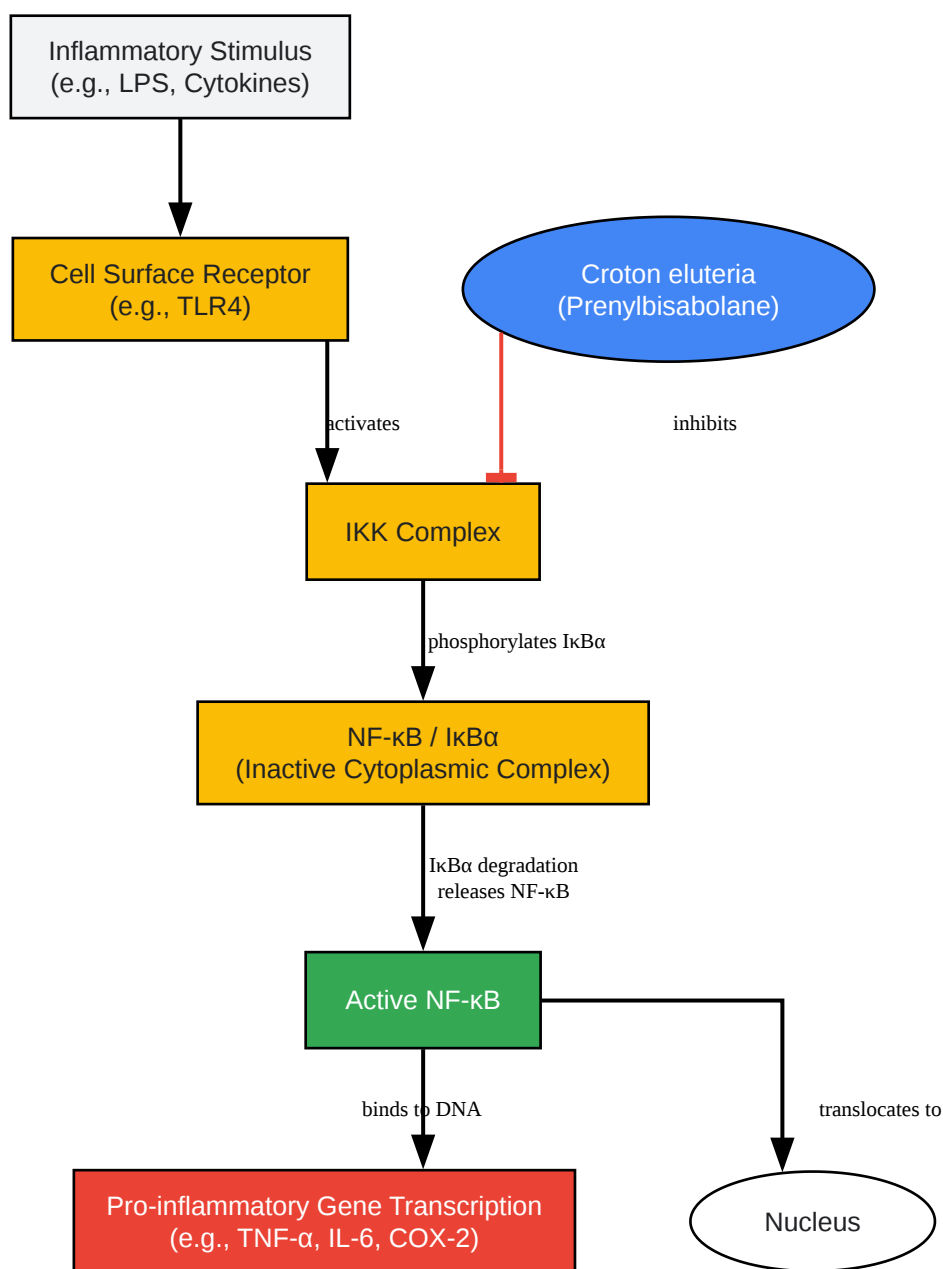 Inflammatory Stimulus
(e.g., LPS, Cytokines)
Cell Surface Receptor
(e.g., TLR4)
Croton eluteria
(Prenylbisabolane)
activates
inhibits
IKK Complex
phosphorylates IκBα
NF-κB / IκBα
(Inactive Cytoplasmic Complex)
IκBα degradation
releases NF-κB
Active NF-κB
binds to DNA
translocates to
Pro-inflammatory Gene Transcription
(e.g., TNF-α, IL-6, COX-2)
Nucleus